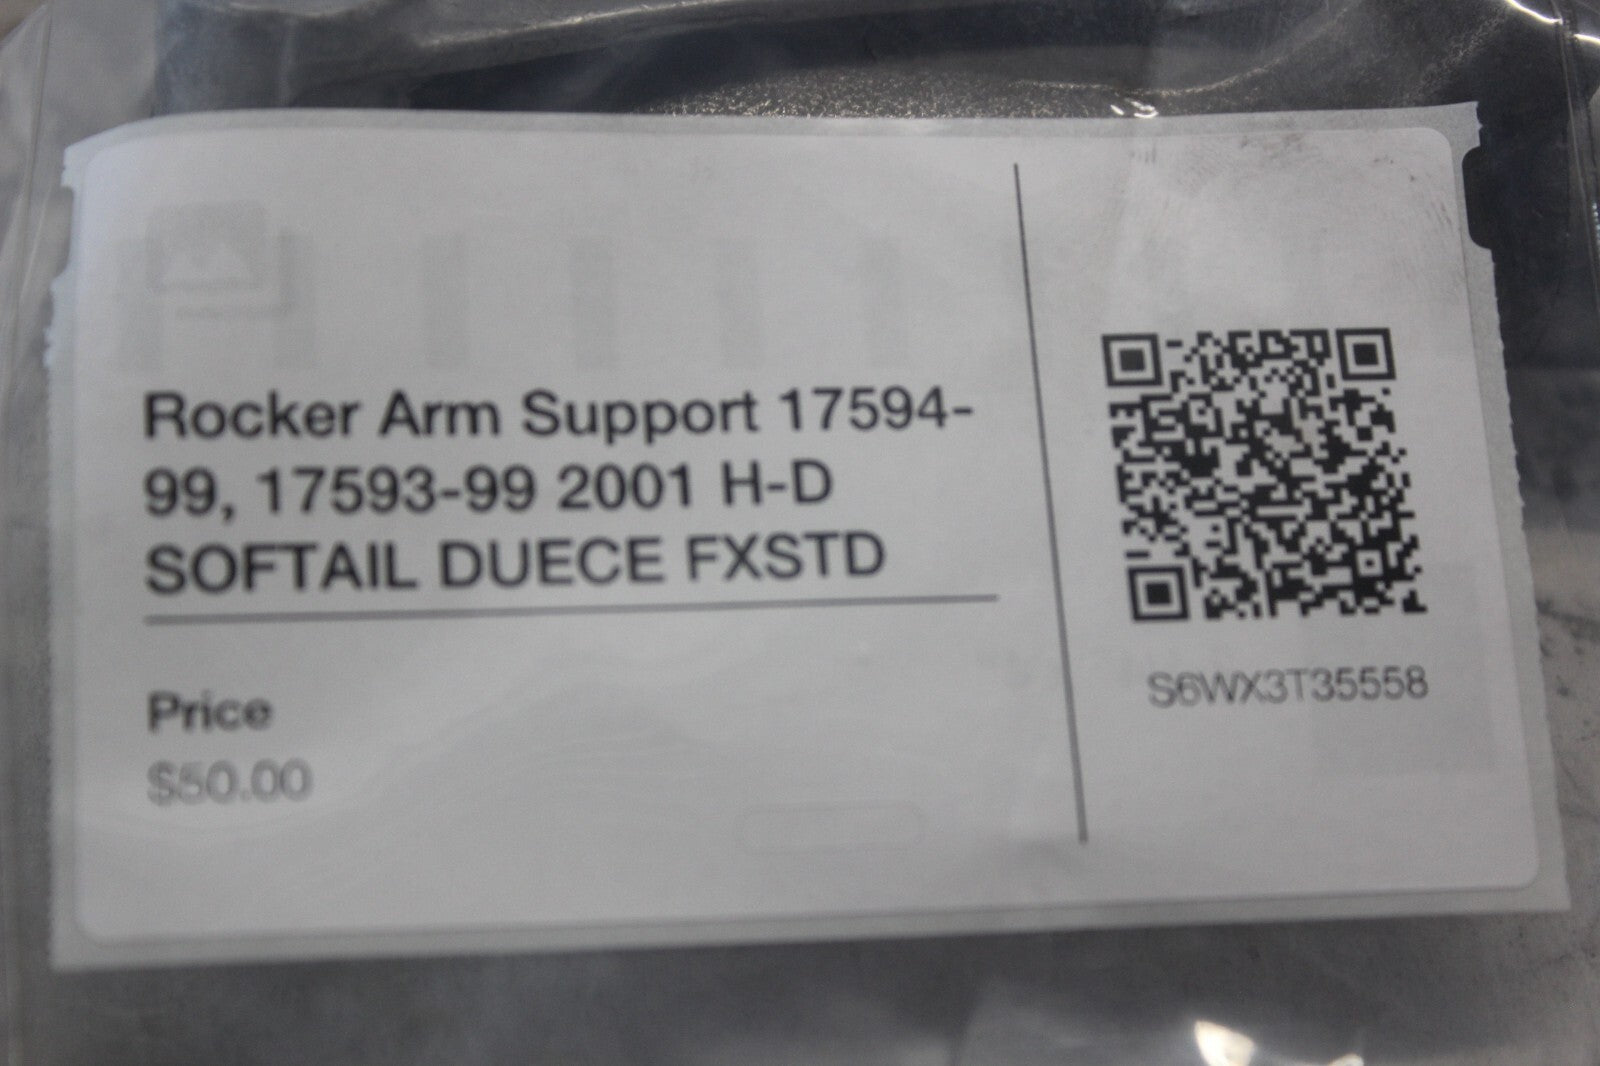 Rocker Arm Support 17594-
99, 17593-99 2001 H-D
SOFTAIL DUECE FXSTD
Price
$50.00
S6WX3T35558